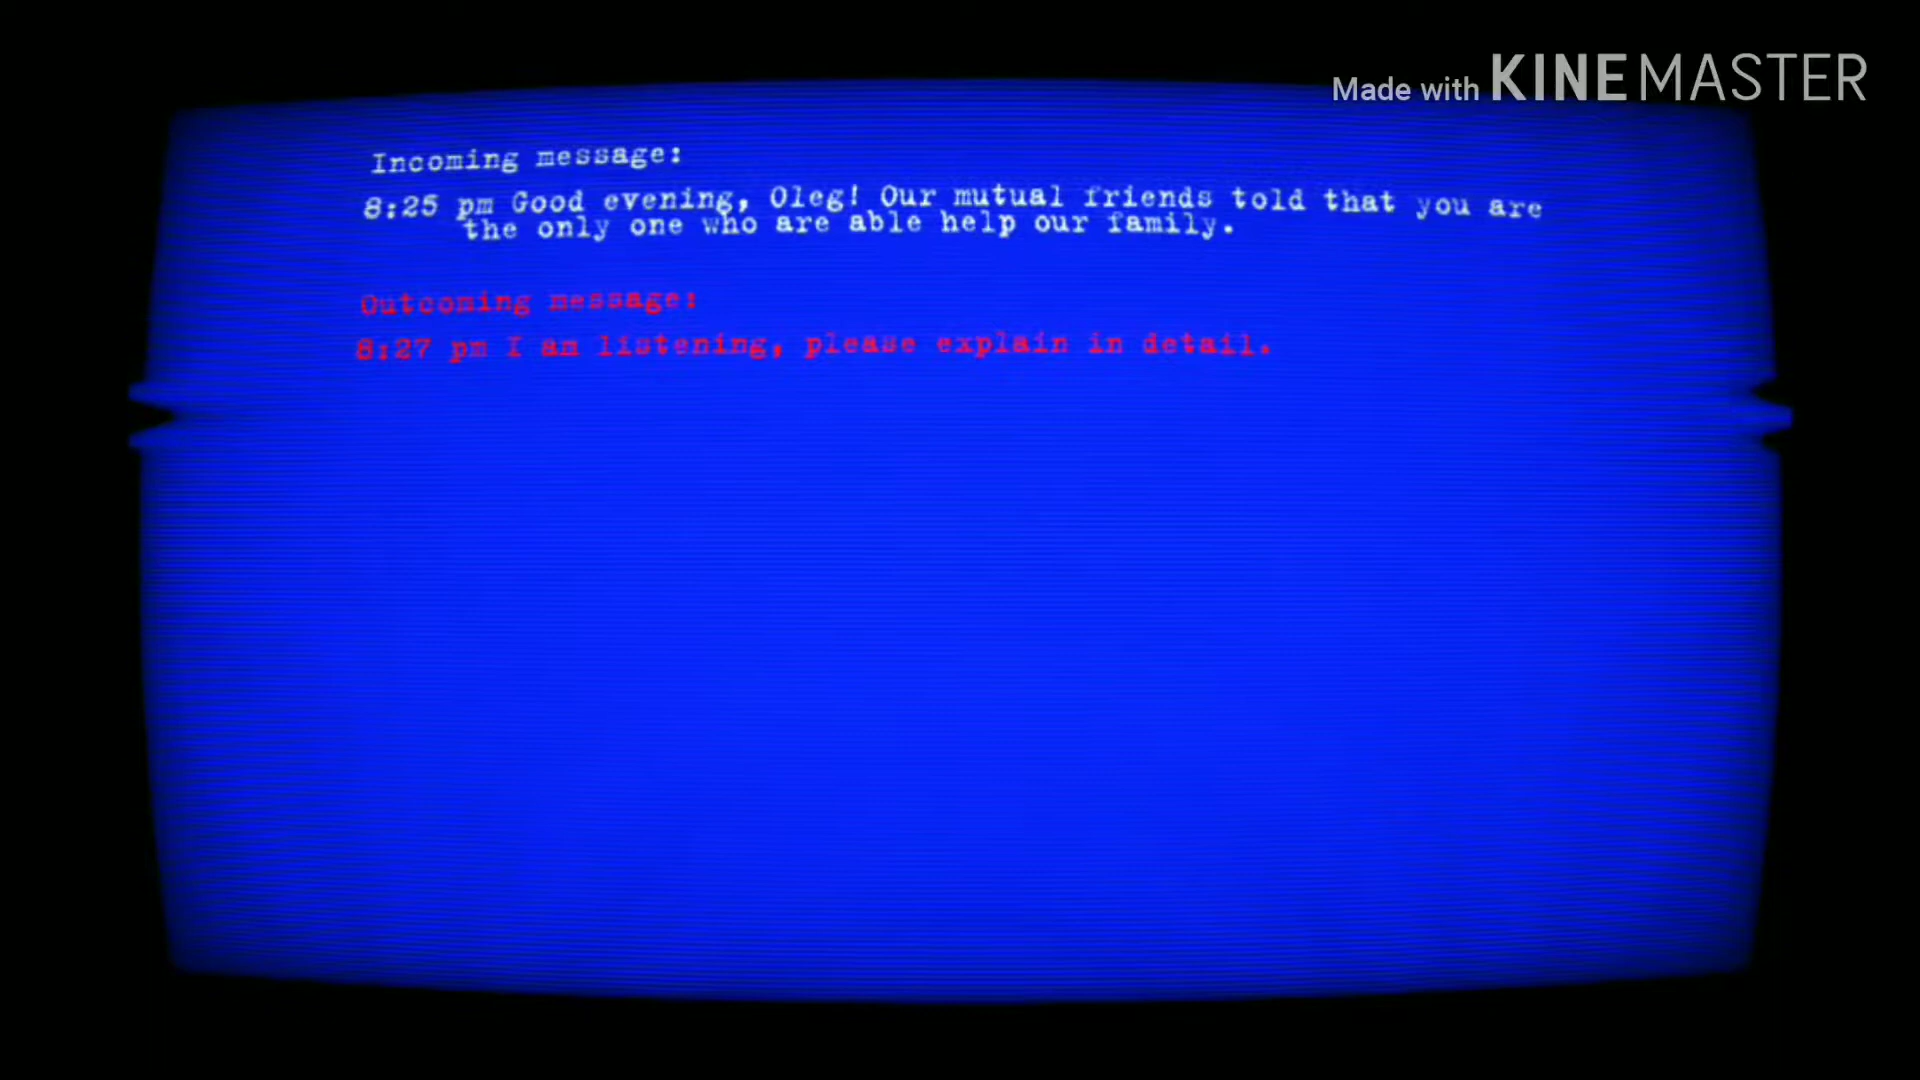 Made with KINEMASTER
Incoming message:
8:25 pm Good evening, Oleg! Our mutual friends told that you are
the only one who are able help our family.
Outcoming message:
8:27 pm I am listening, please explain in detail.